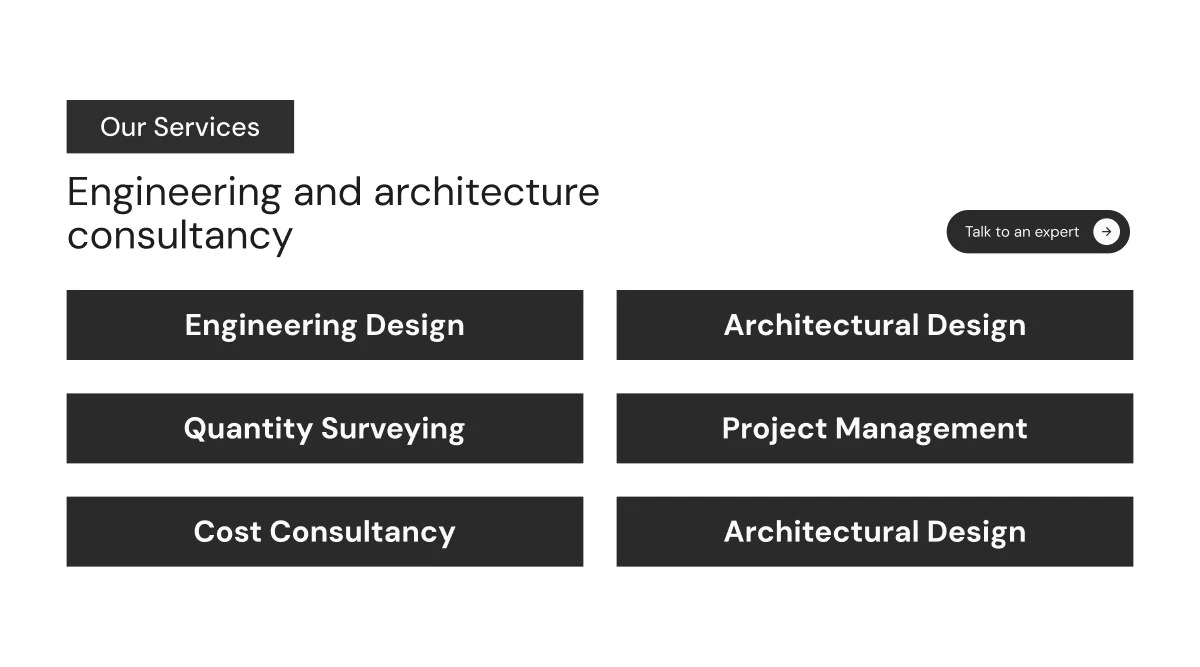 Our Services
Engineering and architecture
consultancy
Talk to an expert
Engineering Design
Architectural Design
Quantity Surveying
Project Management
Cost Consultancy
Architectural Design